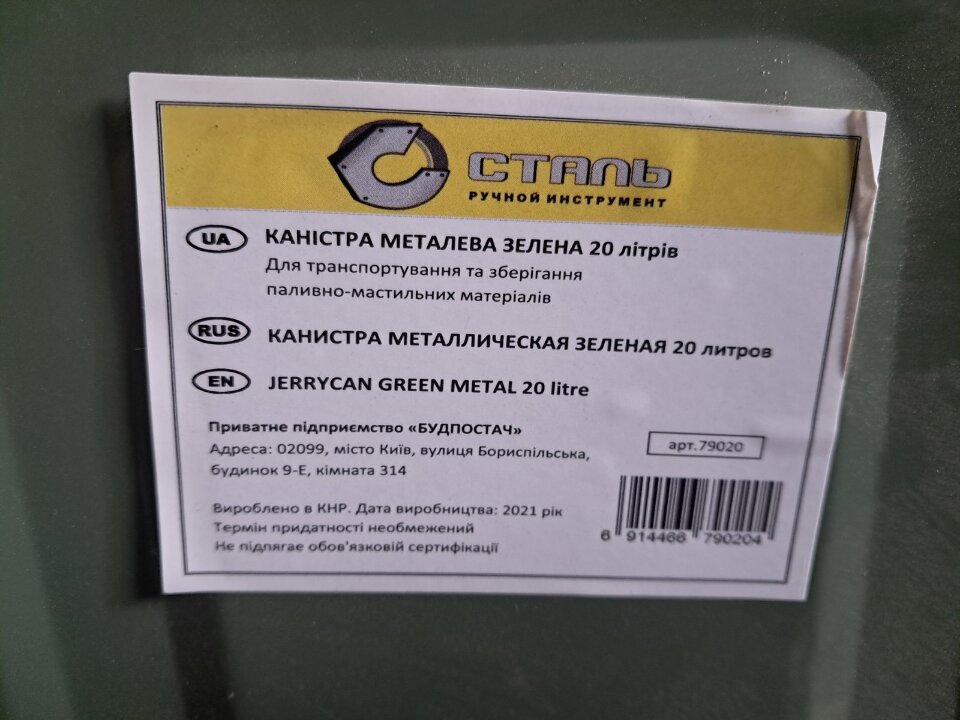 СТАЛЬ
РУЧНОЙ ИНСТРУМЕНТ
UA КАНІСТРА МЕТАЛЕВА ЗЕЛЕНА 20 літрів
Для транспортування та зберігання
паливно-мастильних матеріалів
RUS КАНИСТРА МЕТАЛЛИЧЕСКАЯ ЗЕЛЕНАЯ 20 литров
EN JERRYCAN GREEN METAL 20 litre
Приватне підприємство «БУДПОСТАЧ»
Адреса: 02099, місто Київ, вулиця Бориспільська,
будинок 9-Е, кімната 314
арт.79020
Вироблено в КНР. Дата виробництва: 2021 рік
Термін придатності необмежений
Не підлягає обов'язковій сертифікації
6 914466 790204